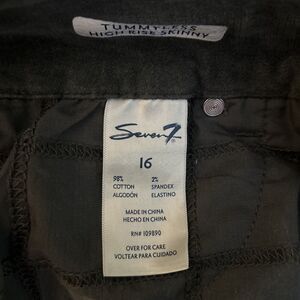 TUMMYLESS
HIGH RISE SKINNY
Seven7
16
98% 2%
COTTON SPANDEX
ALGODÓN ELASTINO
MADE IN CHINA
HECHO EN CHINA
RN# 109890
OVER FOR CARE
VOLTEAR PARA CUIDADO